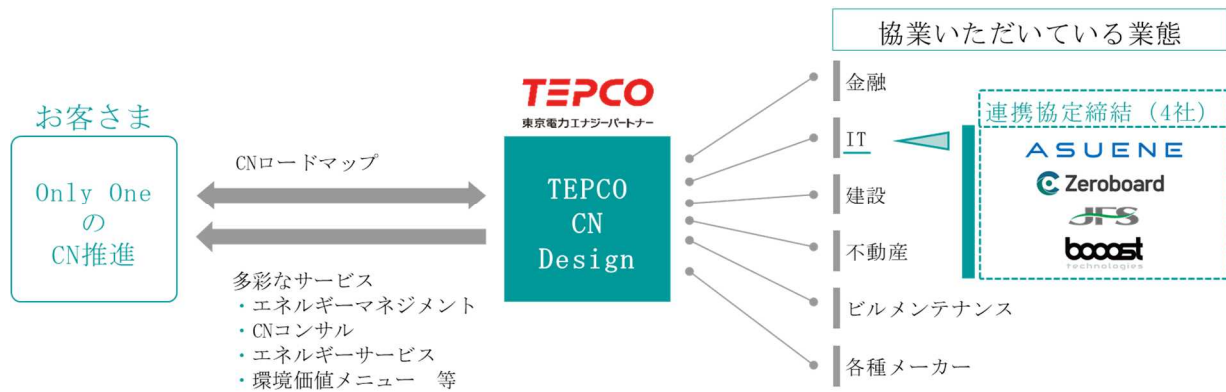 協業いただいている業態
お客さま
Only One
の
CN推進
CNロードマップ
多彩なサービス
・エネルギーマネジメント
・CNコンサル
・エネルギーサービス
・環境価値メニュー　等
TEPCO
東京電力エナジーパートナー
TEPCO
CN
Design
金融
IT
建設
不動産
ビルメンテナンス
各種メーカー
連携協定締結（4社）
ASUENE
Zeroboard
JFS
booost
technologies